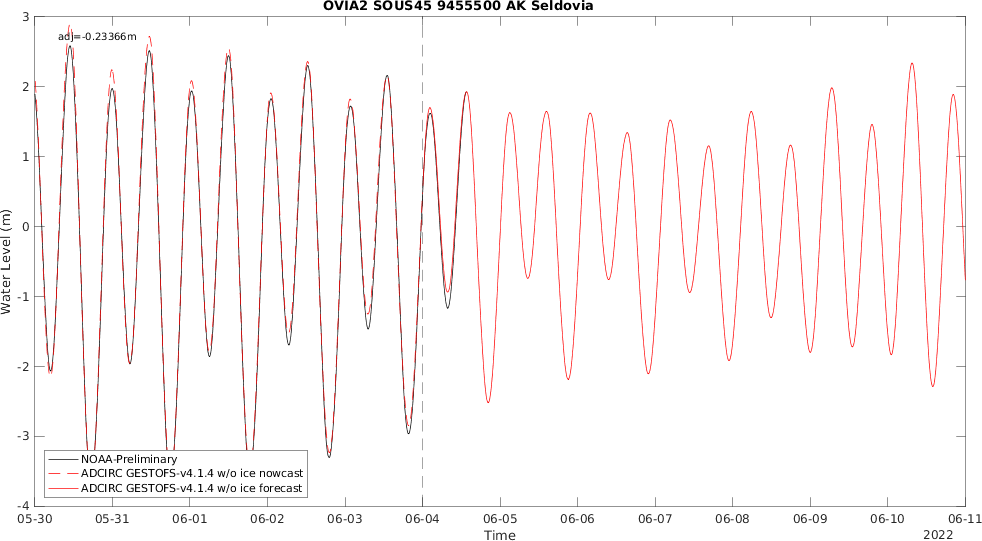 OVIA2 SOUS45 9455500 AK Seldovia
adj=-0.23366m
3
2
1
0
-1
-2
-3
-4
Water Level (m)
NOAA-Preliminary
ADCIRC GESTOFS-v4.1.4 w/o ice nowcast
ADCIRC GESTOFS-v4.1.4 w/o ice forecast
05-30 05-31 06-01 06-02 06-03 06-04 06-05 06-06 06-07 06-08 06-09 06-10 06-11
Time
2022